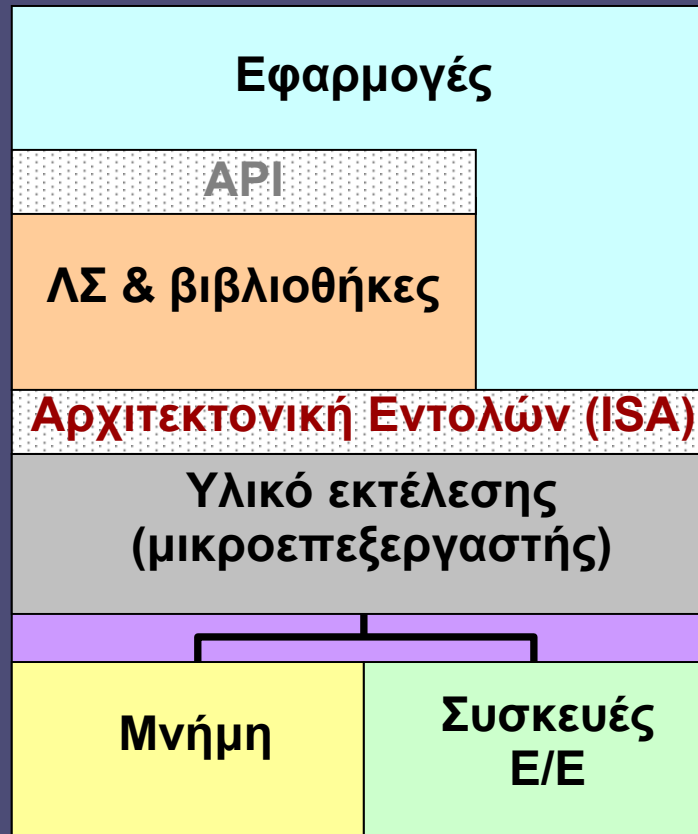 Εφαρμογές
API
ΛΣ & βιβλιοθήκες
Αρχιτεκτονική Εντολών (ISA)
Υλικό εκτέλεσης
(μικροεπεξεργαστής)
Μνήμη
Συσκευές
Ε/Ε